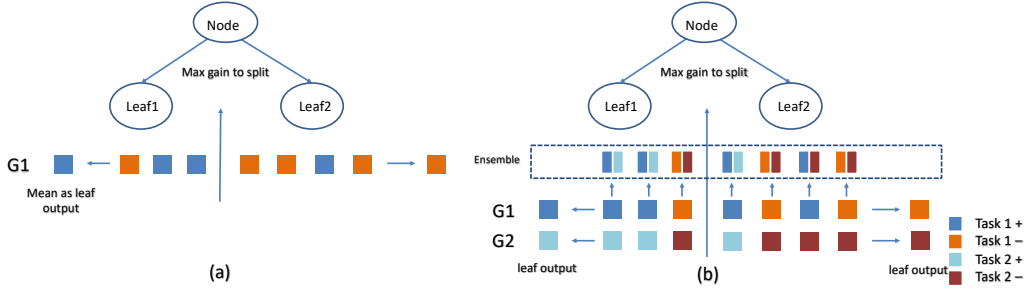 Node
Max gain to split
Leaf1
Leaf2
G1
Mean as leaf
output
(a)
Node
Max gain to split
Leaf1
Leaf2
Ensemble
G1
G2
leaf output
leaf output
(b)
Task 1 +
Task 1 –
Task 2 +
Task 2 –